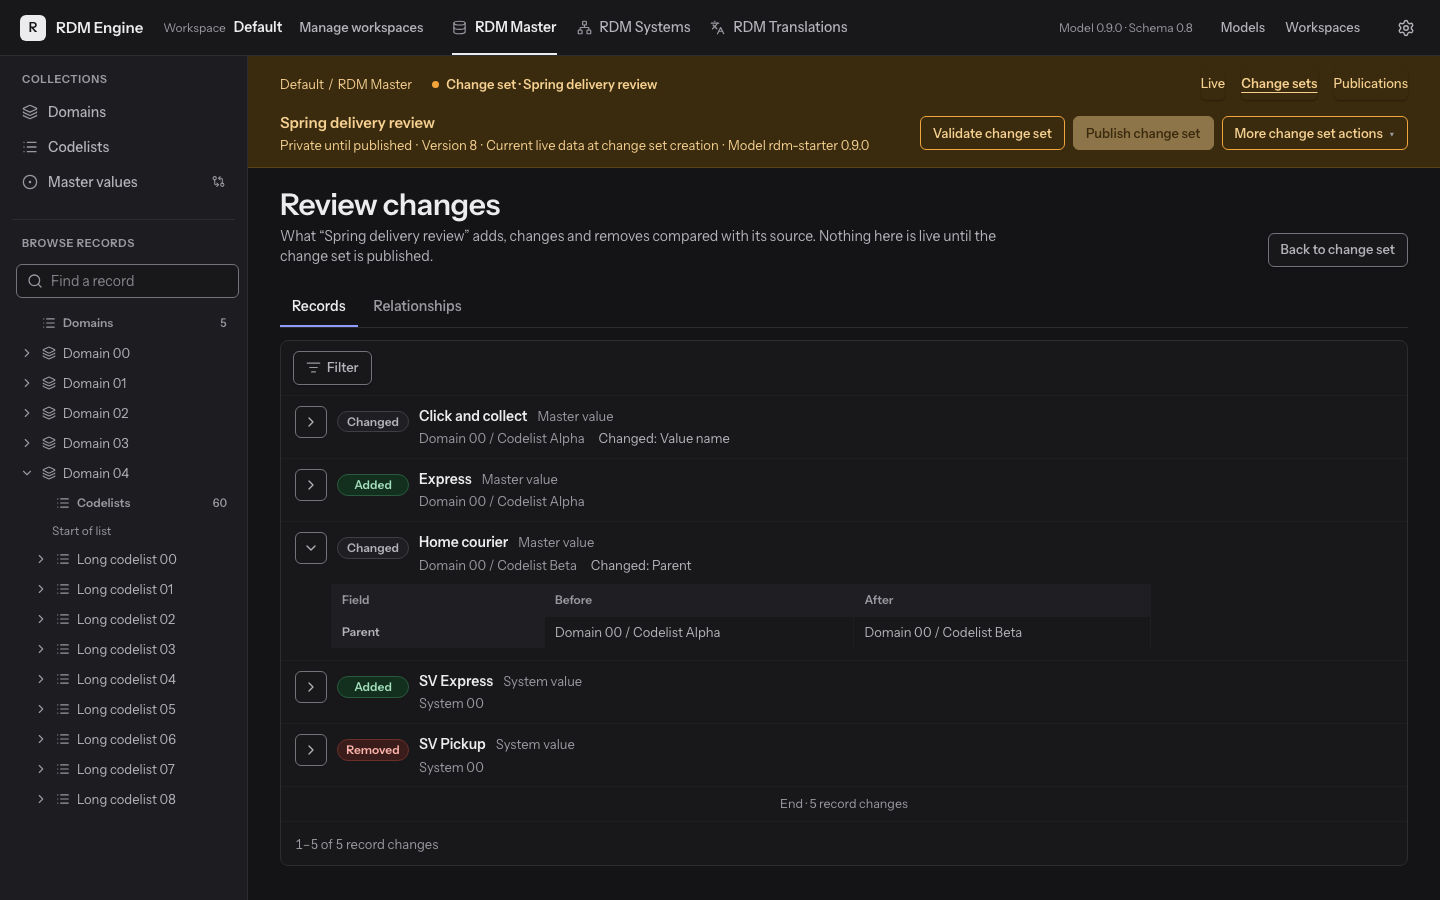 R RDM Engine Workspace Default Manage workspaces RDM Master RDM Systems RDM Translations Model 0.9.0 · Schema 0.8 Models Workspaces
COLLECTIONS
Domains
Codelists
Master values
BROWSE RECORDS
Find a record
Domains 5
Domain 00
Domain 01
Domain 02
Domain 03
Domain 04
Codelists 60
Start of list
Long codelist 00
Long codelist 01
Long codelist 02
Long codelist 03
Long codelist 04
Long codelist 05
Long codelist 06
Long codelist 07
Long codelist 08
Default / RDM Master Change set · Spring delivery review Live Change sets Publications
Spring delivery review
Private until published · Version 8 · Current live data at change set creation · Model rdm-starter 0.9.0
Validate change set Publish change set More change set actions
Review changes
What “Spring delivery review” adds, changes and removes compared with its source. Nothing here is live until the
change set is published.
Back to change set
Records Relationships
Filter
Changed Click and collect Master value
Domain 00 / Codelist Alpha Changed: Value name
Added Express Master value
Domain 00 / Codelist Alpha
Changed Home courier Master value
Domain 00 / Codelist Beta Changed: Parent
Field Before After
Parent Domain 00 / Codelist Alpha Domain 00 / Codelist Beta
Added SV Express System value
System 00
Removed SV Pickup System value
System 00
End · 5 record changes
1–5 of 5 record changes